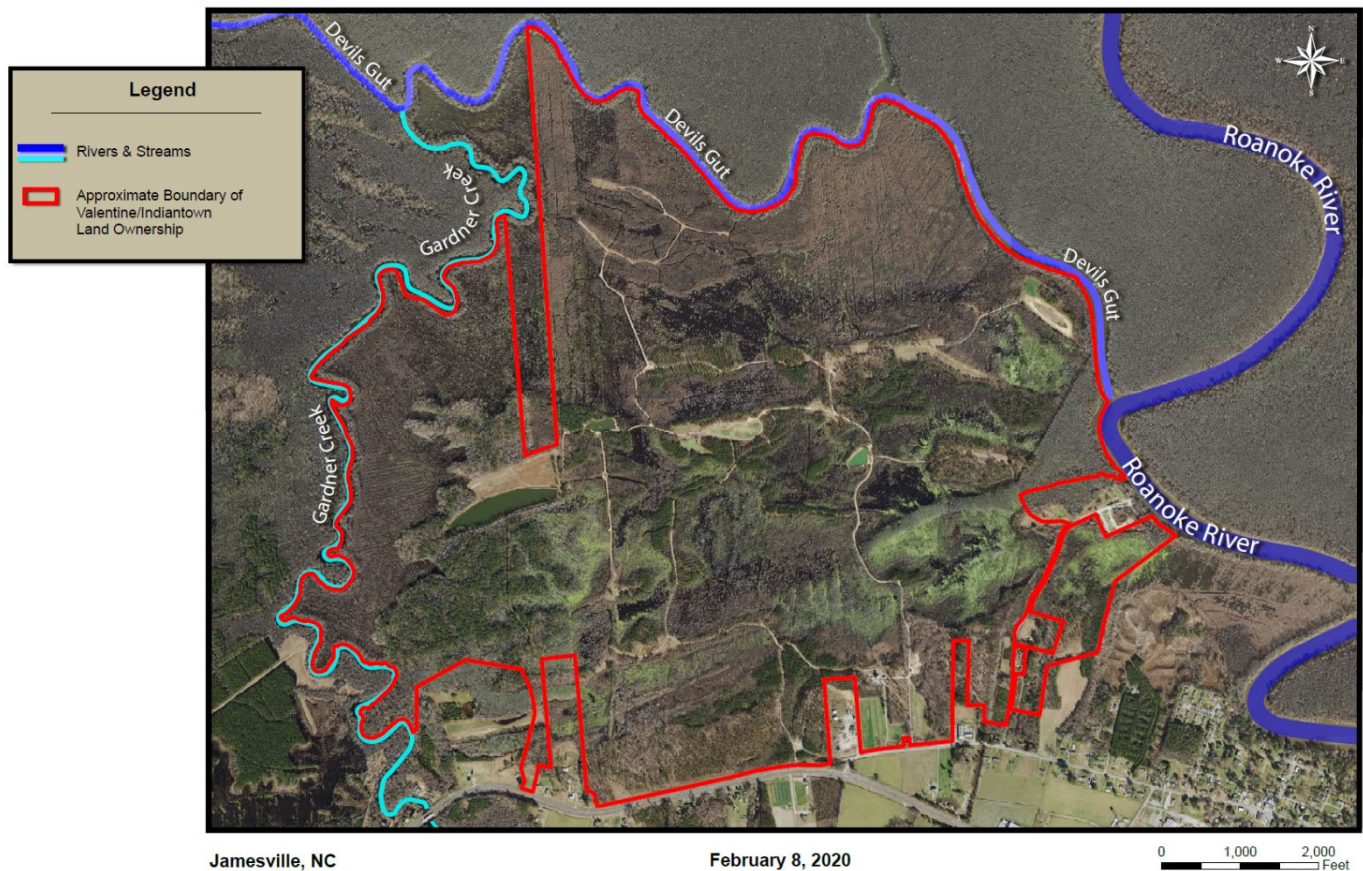 Legend
Rivers & Streams
Approximate Boundary of
Valentine/Indiantown
Land Ownership
Devils Gut
Devils Gut
Devils Gut
Gardner Creek
Gardner Creek
Roanoke River
Roanoke River
N
W
E
S
Jamesville, NC
February 8, 2020
0 1,000 2,000
Feet